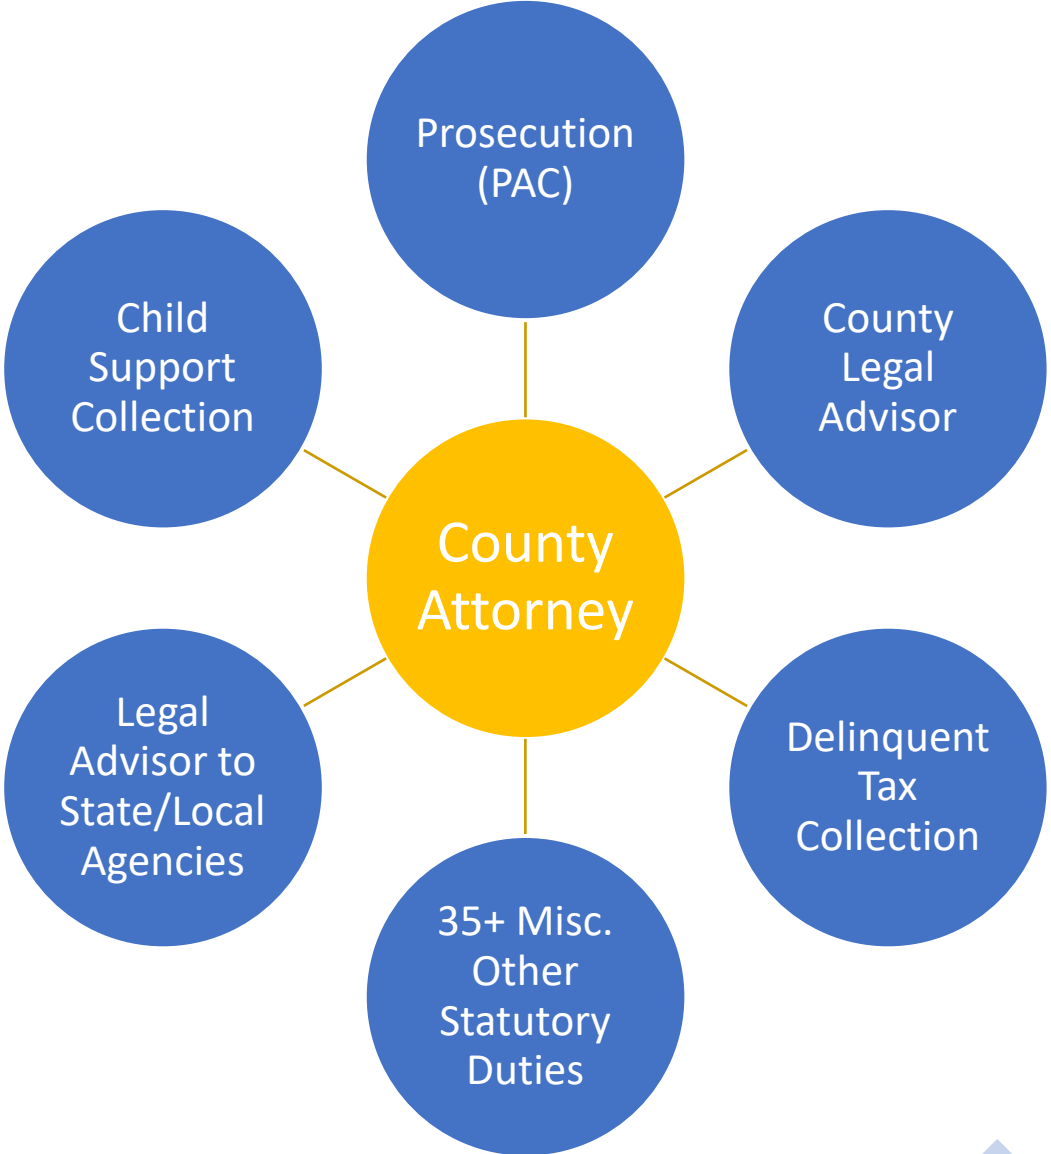 Prosecution
(PAC)
County
Legal
Advisor
Delinquent
Tax
Collection
35+ Misc.
Other
Statutory
Duties
Legal
Advisor to
State/Local
Agencies
Child
Support
Collection
County
Attorney